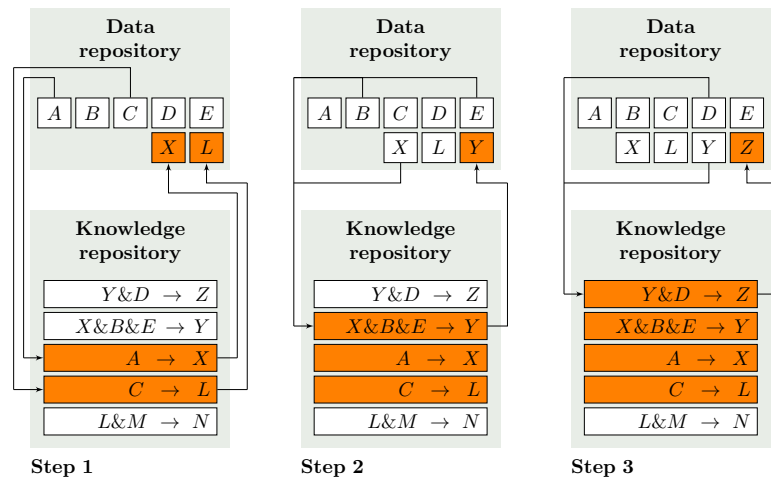 Data
repository
A B C D E
X L
Knowledge
repository
Y&D → Z
X&B&E → Y
A → X
C → L
L&M → N
Step 1
Data
repository
A B C D E
X L Y
Knowledge
repository
Y&D → Z
X&B&E → Y
A → X
C → L
L&M → N
Step 2
Data
repository
A B C D E
X L Y Z
Knowledge
repository
Y&D → Z
X&B&E → Y
A → X
C → L
L&M → N
Step 3